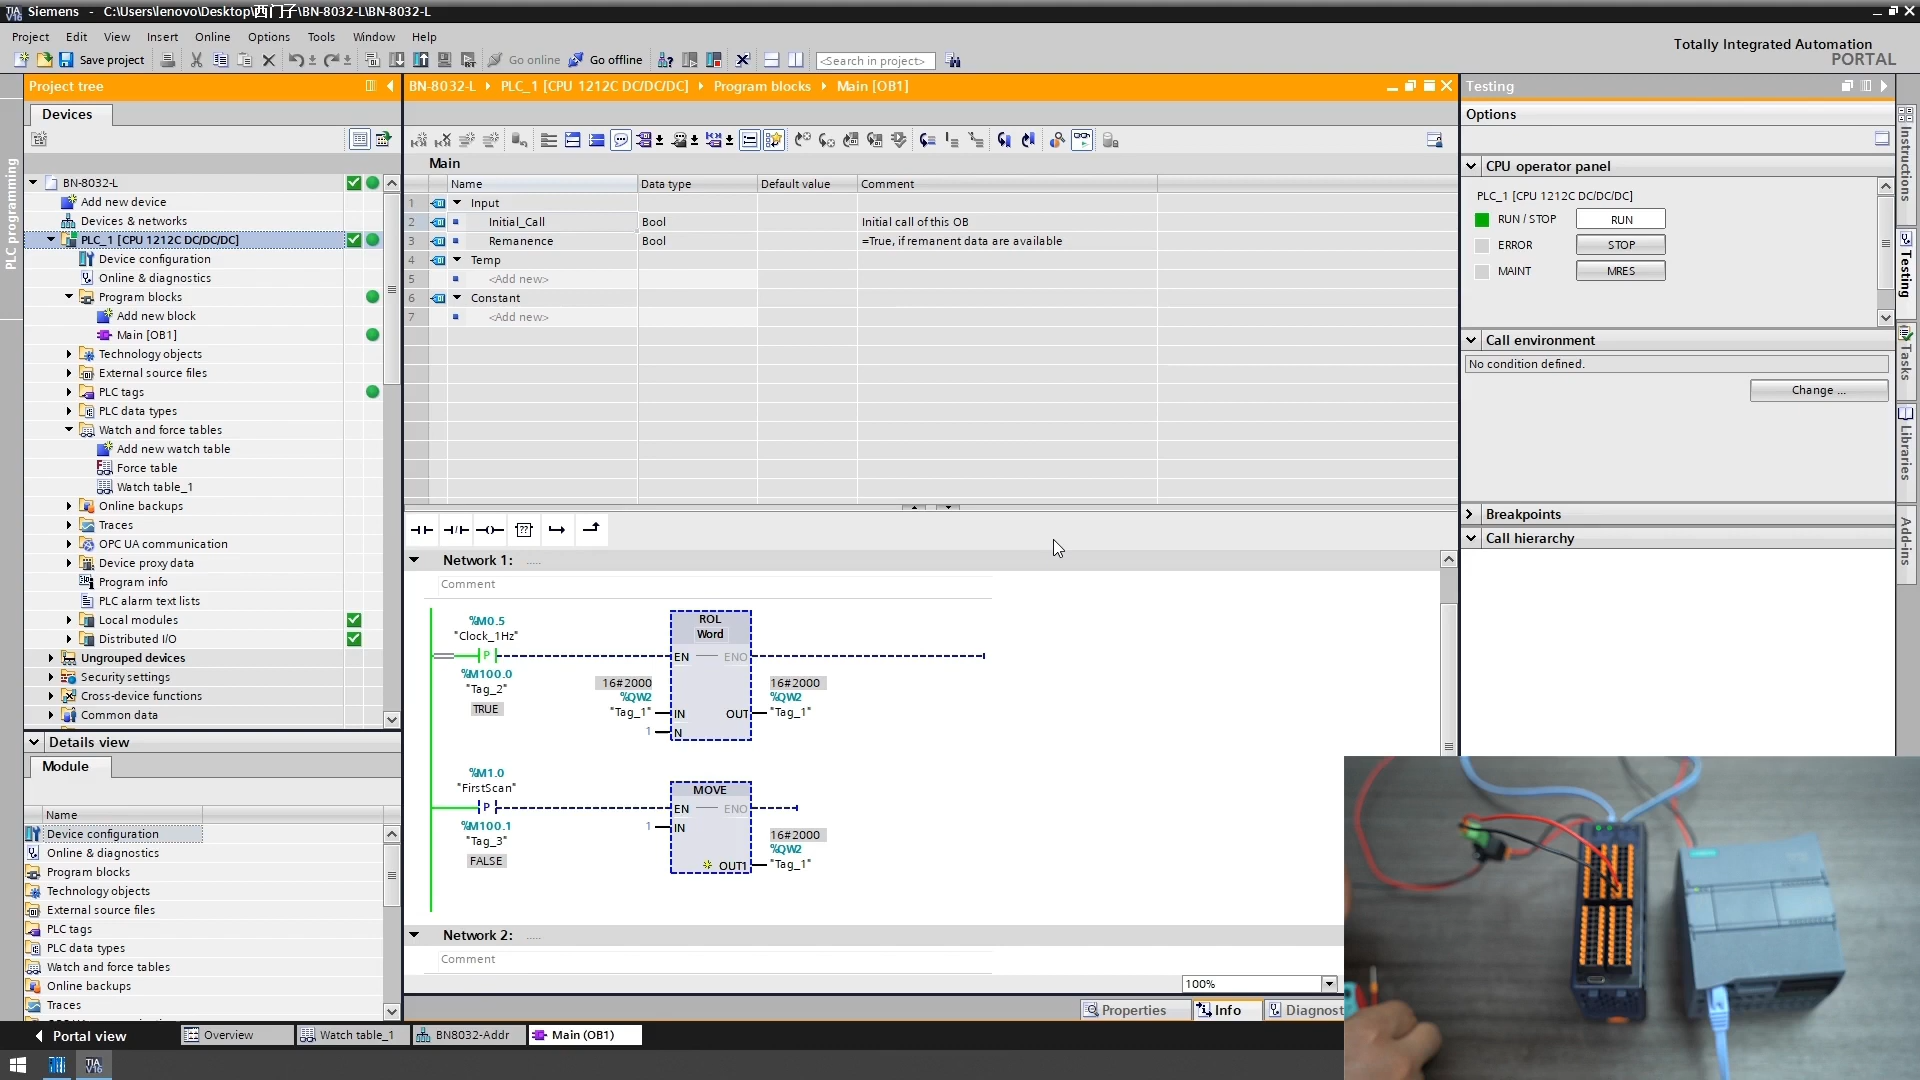 Siemens - C:\Users\lenovo\Desktop\西门子\BN-8032-L\BN-8032-L
Project Edit View Insert Online Options Tools Window Help
Totally Integrated Automation
PORTAL
Save project Go online Go offline <Search in project>
Project tree
BN-8032-L PLC_1 [CPU 1212C DC/DC/DC] Program blocks Main [OB1]
Testing
Devices
Options
PLC programming
Main
CPU operator panel
Name Data type Default value Comment
PLC_1 [CPU 1212C DC/DC/DC]
1 Input
2 Initial_Call Bool Initial call of this OB
3 Remanence Bool =True, if remanent data are available
4 Temp
5 <Add new>
6 Constant
7 <Add new>
RUN / STOP RUN
ERROR STOP
MAINT MRES
Call environment
No condition defined.
Change ...
Breakpoints
Call hierarchy
Instructions
Testing
Tasks
Libraries
Add-ins
BN-8032-L
Add new device
Devices & networks
PLC_1 [CPU 1212C DC/DC/DC]
Device configuration
Online & diagnostics
Program blocks
Add new block
Main [OB1]
Technology objects
External source files
PLC tags
PLC data types
Watch and force tables
Add new watch table
Force table
Watch table_1
Online backups
Traces
OPC UA communication
Device proxy data
Program info
PLC alarm text lists
Local modules
Distributed I/O
Ungrouped devices
Security settings
Cross-device functions
Common data
Details view
Module
Name
Device configuration
Online & diagnostics
Program blocks
Technology objects
External source files
PLC tags
PLC data types
Watch and force tables
Online backups
Traces
??
Network 1: .....
Comment
%M0.5
"Clock_1Hz"
P
%M100.0
"Tag_2"
TRUE
ROL
Word
EN ENO
16#2000
%QW2
"Tag_1" IN
1 N
16#2000
%QW2
OUT "Tag_1"
%M1.0
"FirstScan"
P
%M100.1
"Tag_3"
FALSE
MOVE
EN ENO
1 IN
16#2000
%QW2
OUT1 "Tag_1"
Network 2: .....
Comment
100%
Properties Info Diagnost
Portal view Overview Watch table_1 BN8032-Addr Main (OB1)
TIA
V16